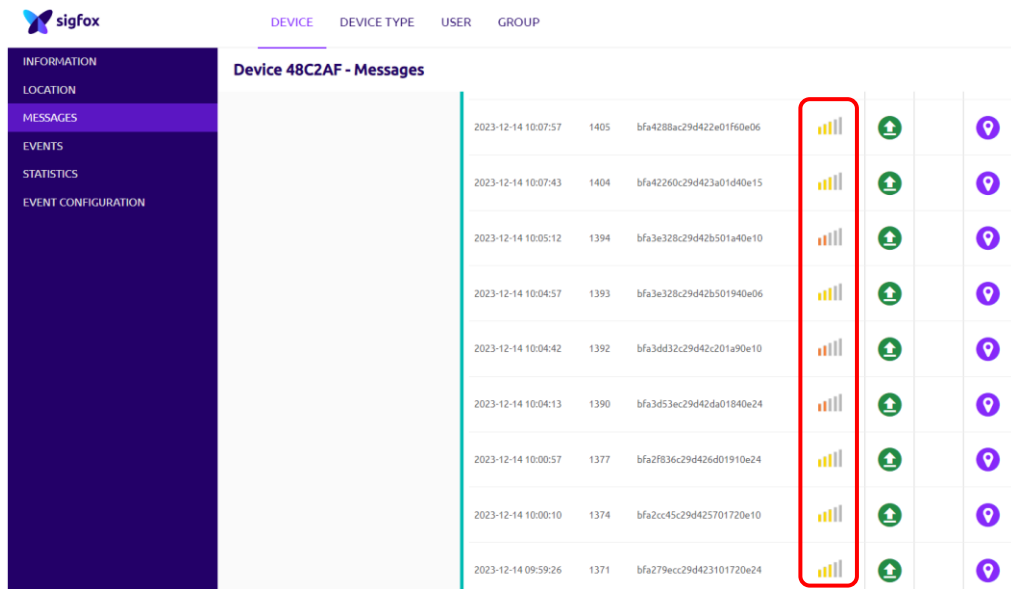 sigfox
DEVICE DEVICE TYPE USER GROUP
INFORMATION
LOCATION
MESSAGES
EVENTS
STATISTICS
EVENT CONFIGURATION
Device 48C2AF - Messages
2023-12-14 10:07:57 1405 bfa4288ac29d422e01f60e06
2023-12-14 10:07:43 1404 bfa42260c29d423a01d40e15
2023-12-14 10:05:12 1394 bfa3e328c29d42b501a40e10
2023-12-14 10:04:57 1393 bfa3e328c29d42b501940e06
2023-12-14 10:04:42 1392 bfa3dd32c29d42c201a90e10
2023-12-14 10:04:13 1390 bfa3d53ec29d42da01840e24
2023-12-14 10:00:57 1377 bfa2f836c29d426d01910e24
2023-12-14 10:00:10 1374 bfa2cc45c29d425701720e10
2023-12-14 09:59:26 1371 bfa279ecc29d423101720e24